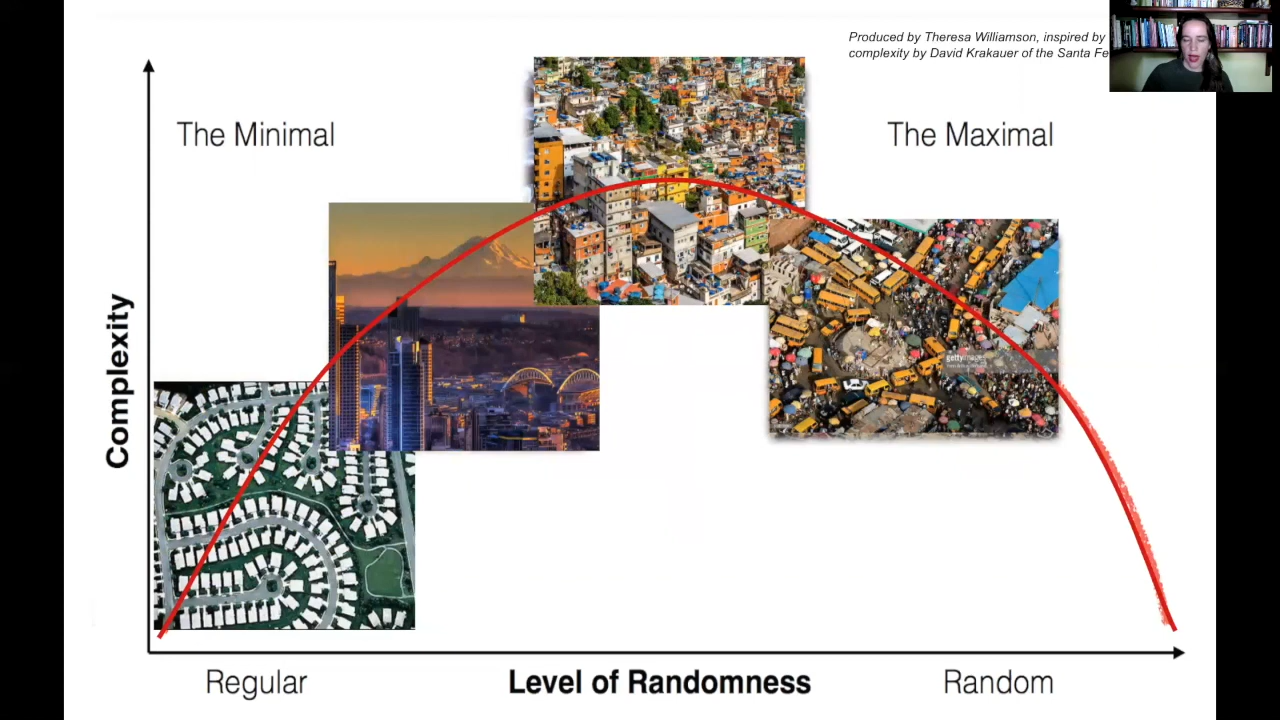 Produced by Theresa Williamson, inspired by
complexity by David Krakauer of the Santa Fe
The Minimal
The Maximal
Complexity
gettyimages
Regular
Level of Randomness
Random